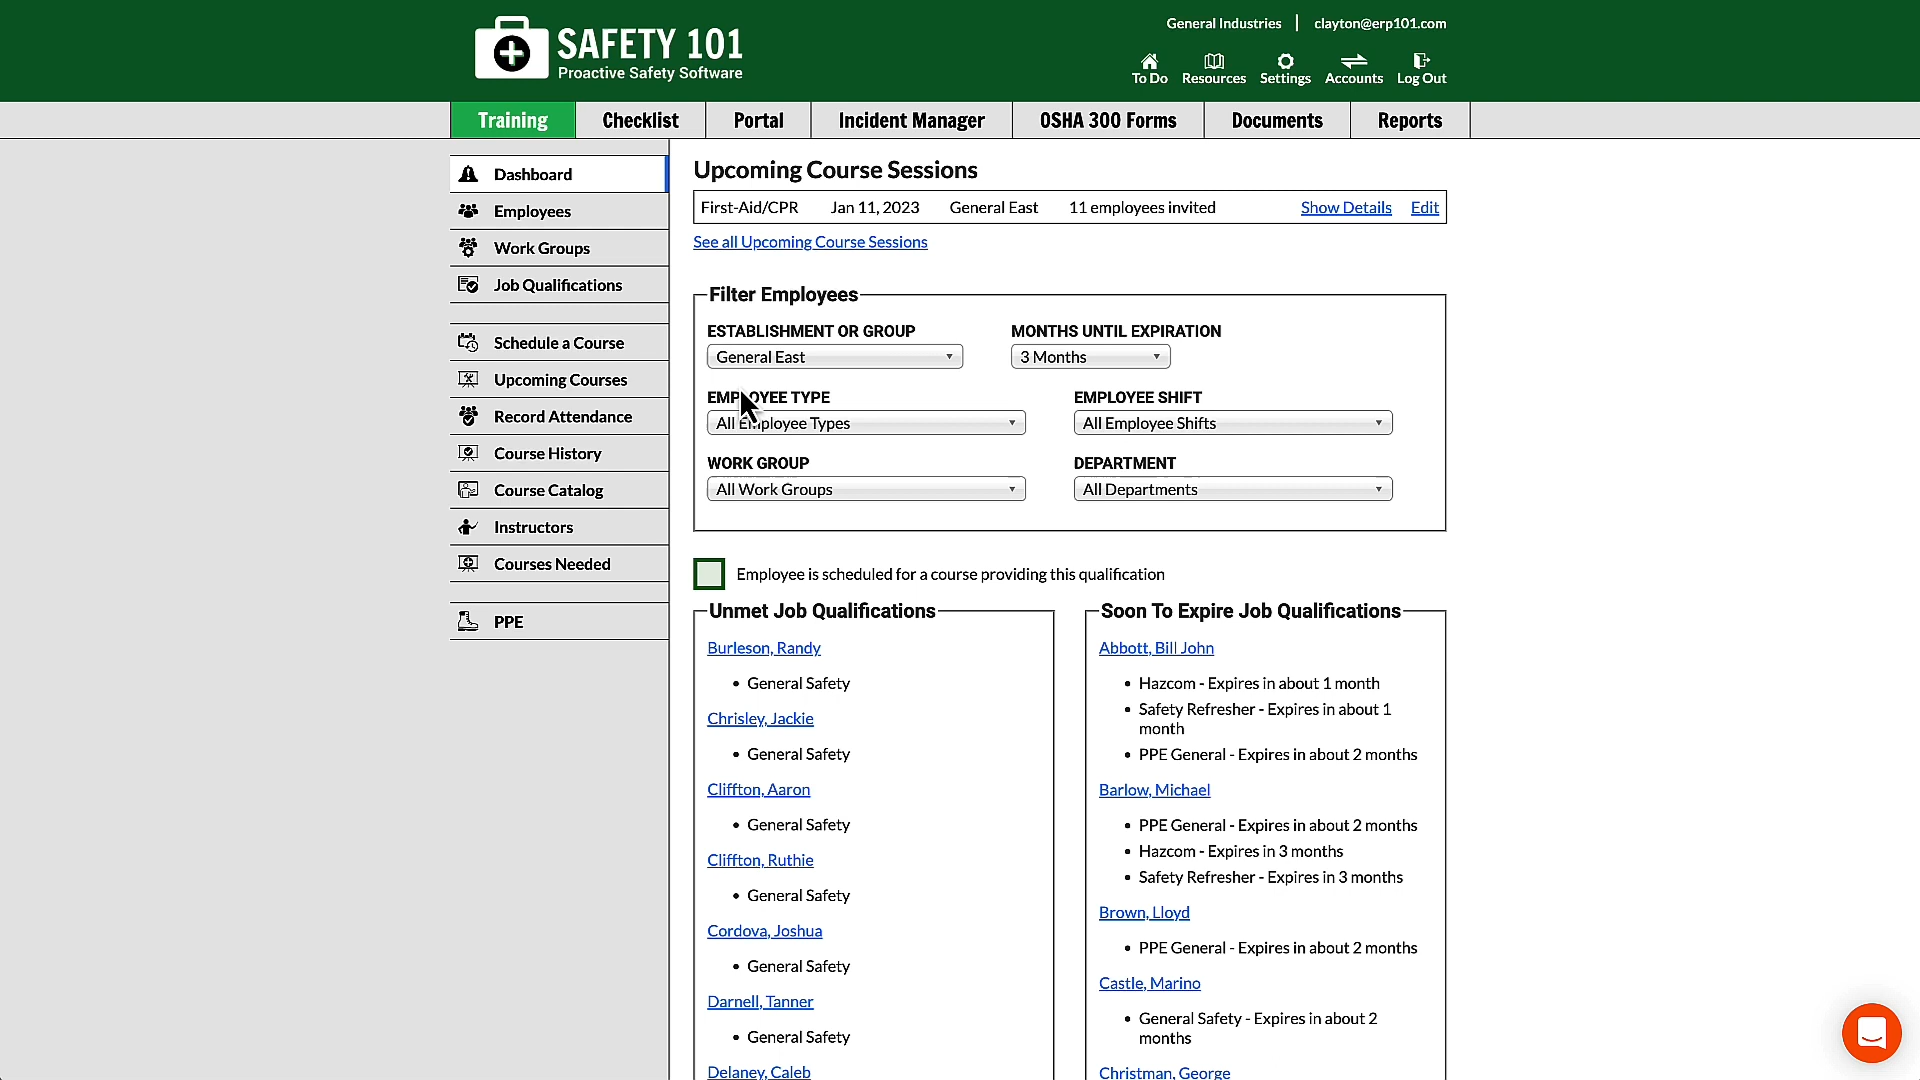 SAFETY 101
Proactive Safety Software
General Industries | clayton@erp101.com
To Do Resources Settings Accounts Log Out
Training Checklist Portal Incident Manager OSHA 300 Forms Documents Reports
Dashboard
Employees
Work Groups
Job Qualifications
Schedule a Course
Upcoming Courses
Record Attendance
Course History
Course Catalog
Instructors
Courses Needed
PPE
Upcoming Course Sessions
First-Aid/CPR Jan 11, 2023 General East 11 employees invited Show Details Edit
See all Upcoming Course Sessions
Filter Employees
ESTABLISHMENT OR GROUP MONTHS UNTIL EXPIRATION
General East 3 Months
EMPLOYEE TYPE EMPLOYEE SHIFT
All Employee Types All Employee Shifts
WORK GROUP DEPARTMENT
All Work Groups All Departments
Employee is scheduled for a course providing this qualification
Unmet Job Qualifications
Burleson, Randy
• General Safety
Chrisley, Jackie
• General Safety
Cliffton, Aaron
• General Safety
Cliffton, Ruthie
• General Safety
Cordova, Joshua
• General Safety
Darnell, Tanner
• General Safety
Delaney, Caleb
Soon To Expire Job Qualifications
Abbott, Bill John
• Hazcom - Expires in about 1 month
• Safety Refresher - Expires in about 1
month
• PPE General - Expires in about 2 months
Barlow, Michael
• PPE General - Expires in about 2 months
• Hazcom - Expires in 3 months
• Safety Refresher - Expires in 3 months
Brown, Lloyd
• PPE General - Expires in about 2 months
Castle, Marino
• General Safety - Expires in about 2
months
Christman, George